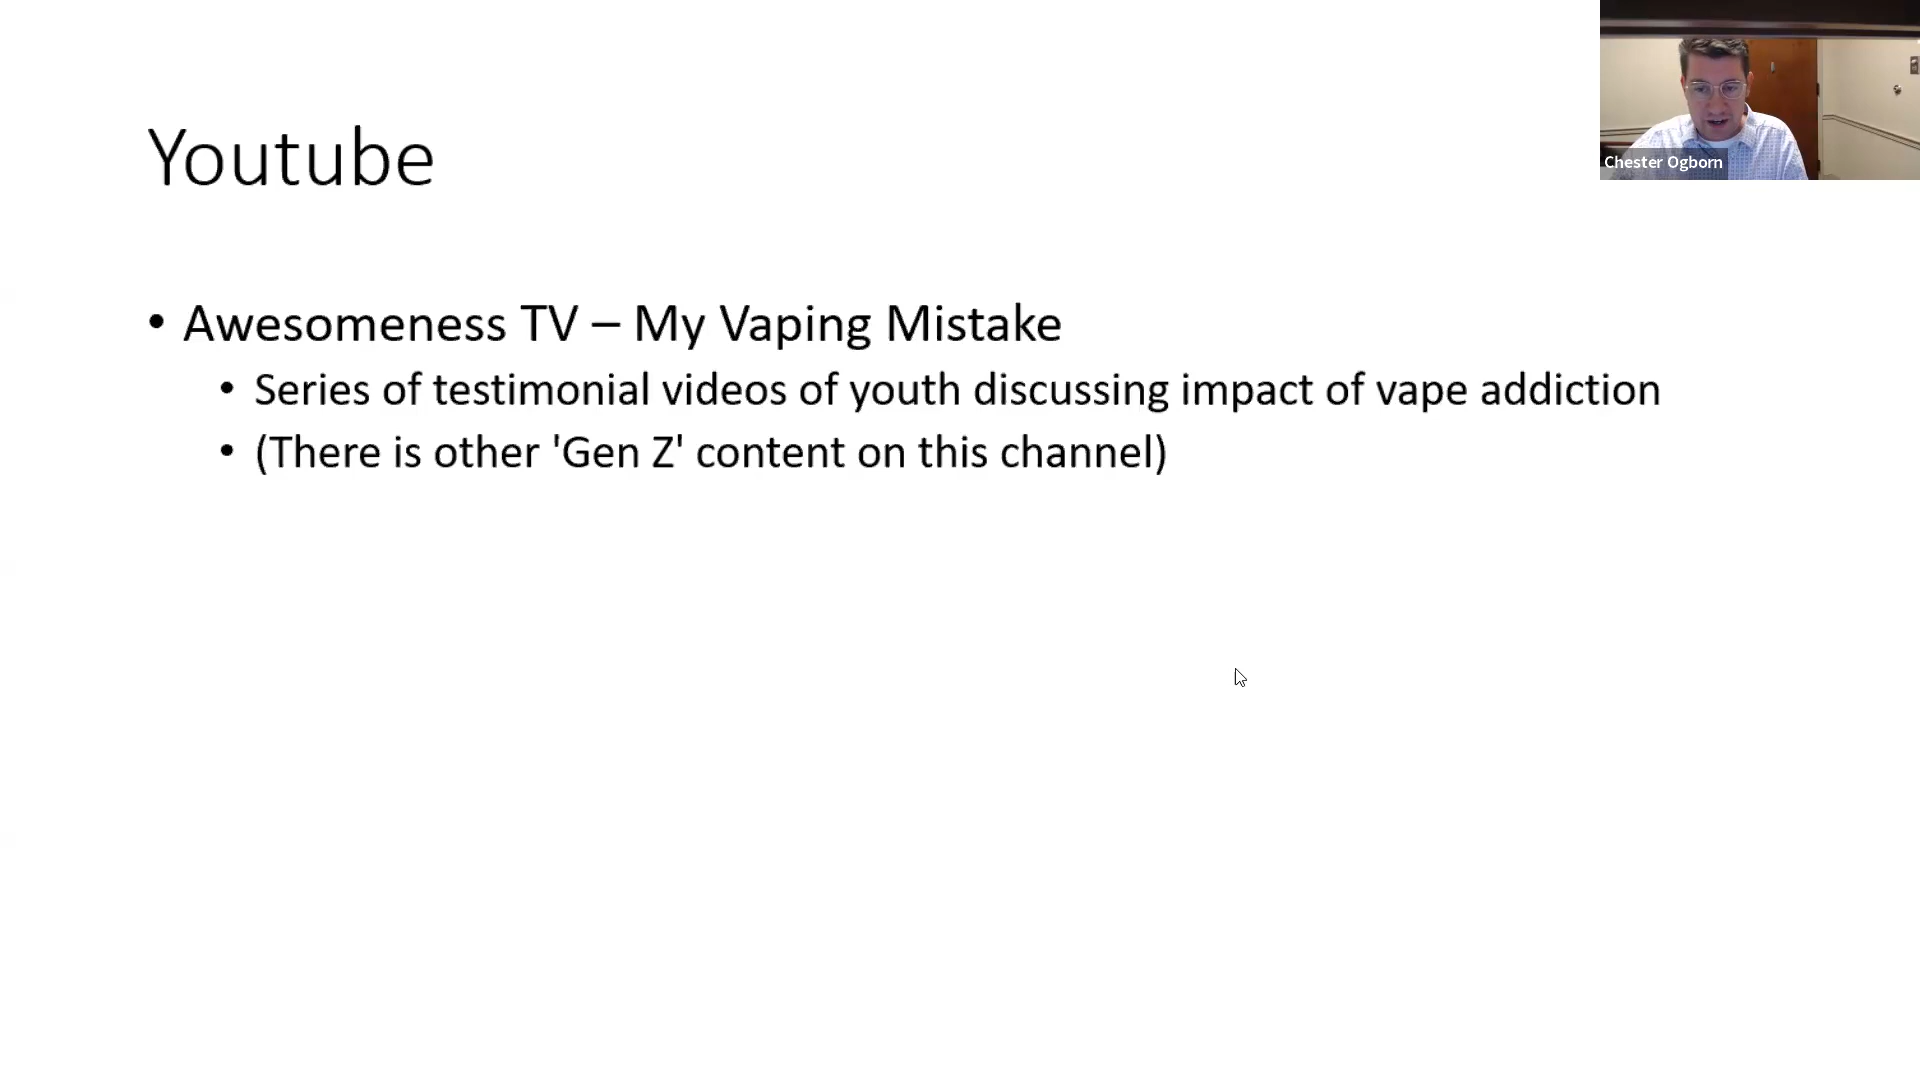 Youtube
Chester Ogborn
• Awesomeness TV – My Vaping Mistake
• Series of testimonial videos of youth discussing impact of vape addiction
• (There is other 'Gen Z' content on this channel)